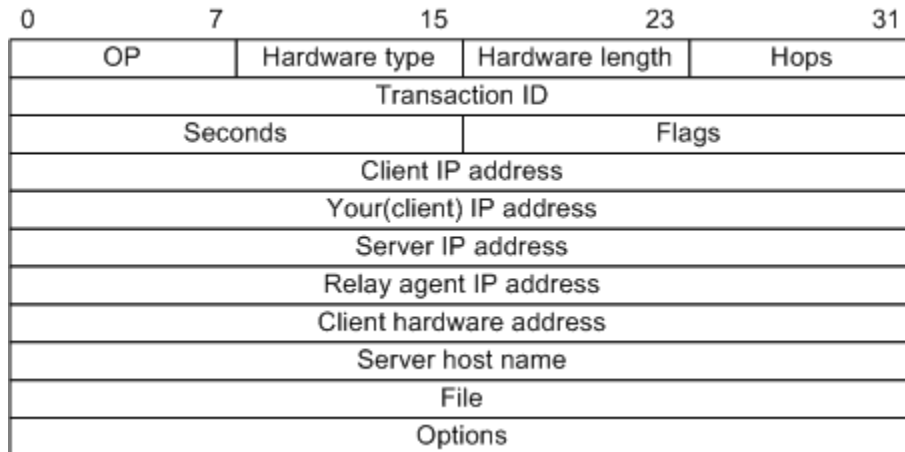 0 7 15 23 31
OP Hardware type Hardware length Hops
Transaction ID
Seconds Flags
Client IP address
Your(client) IP address
Server IP address
Relay agent IP address
Client hardware address
Server host name
File
Options